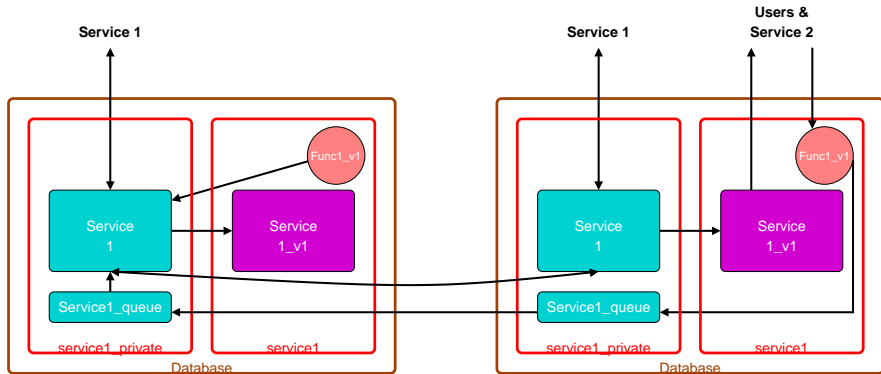 Service 1
Service 1
Users &
Service 2
Func1_v1
Service
1
Service
1_v1
Service1_queue
service1_private
service1
Database
Func1_v1
Service
1
Service
1_v1
Service1_queue
service1_private
service1
Database